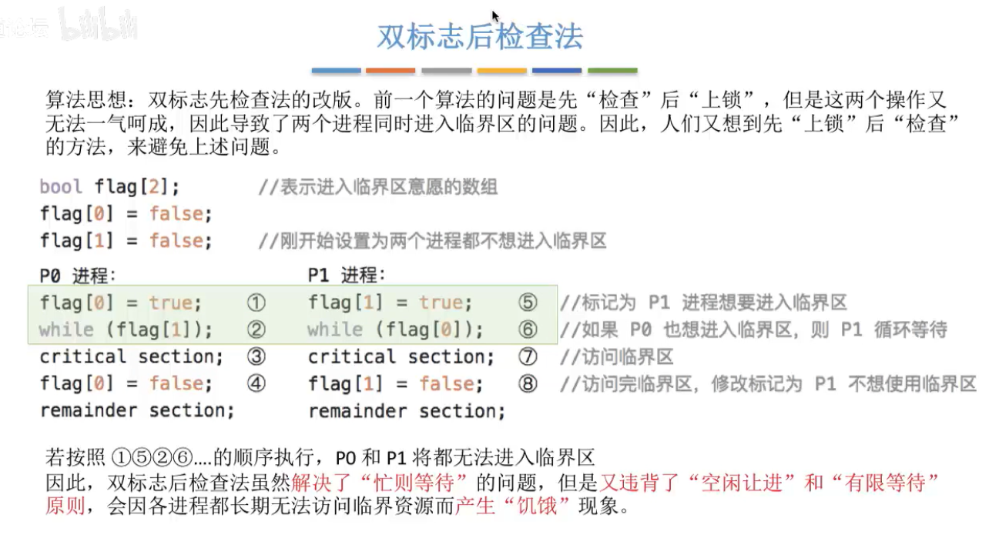 bilibili
双标志后检查法
算法思想：双标志先检查法的改版。前一个算法的问题是先“检查”后“上锁”，但是这两个操作又
无法一气呵成，因此导致了两个进程同时进入临界区的问题。因此，人们又想到先“上锁”后“检查”
的方法，来避免上述问题。
bool flag[2]; //表示进入临界区意愿的数组
flag[0] = false;
flag[1] = false; //刚开始设置为两个进程都不想进入临界区
P0 进程: P1 进程:
flag[0] = true; ① flag[1] = true; ⑤ //标记为 P1 进程想要进入临界区
while (flag[1]); ② while (flag[0]); ⑥ //如果 P0 也想进入临界区，则 P1 循环等待
critical section; ③ critical section; ⑦ //访问临界区
flag[0] = false; ④ flag[1] = false; ⑧ //访问完临界区，修改标记为 P1 不想使用临界区
remainder section; remainder section;
若按照 ①⑤②⑥....的顺序执行，P0 和 P1 将都无法进入临界区
因此，双标志后检查法虽然解决了“忙则等待”的问题，但是又违背了“空闲让进”和“有限等待”
原则，会因各进程都长期无法访问临界资源而产生“饥饿”现象。